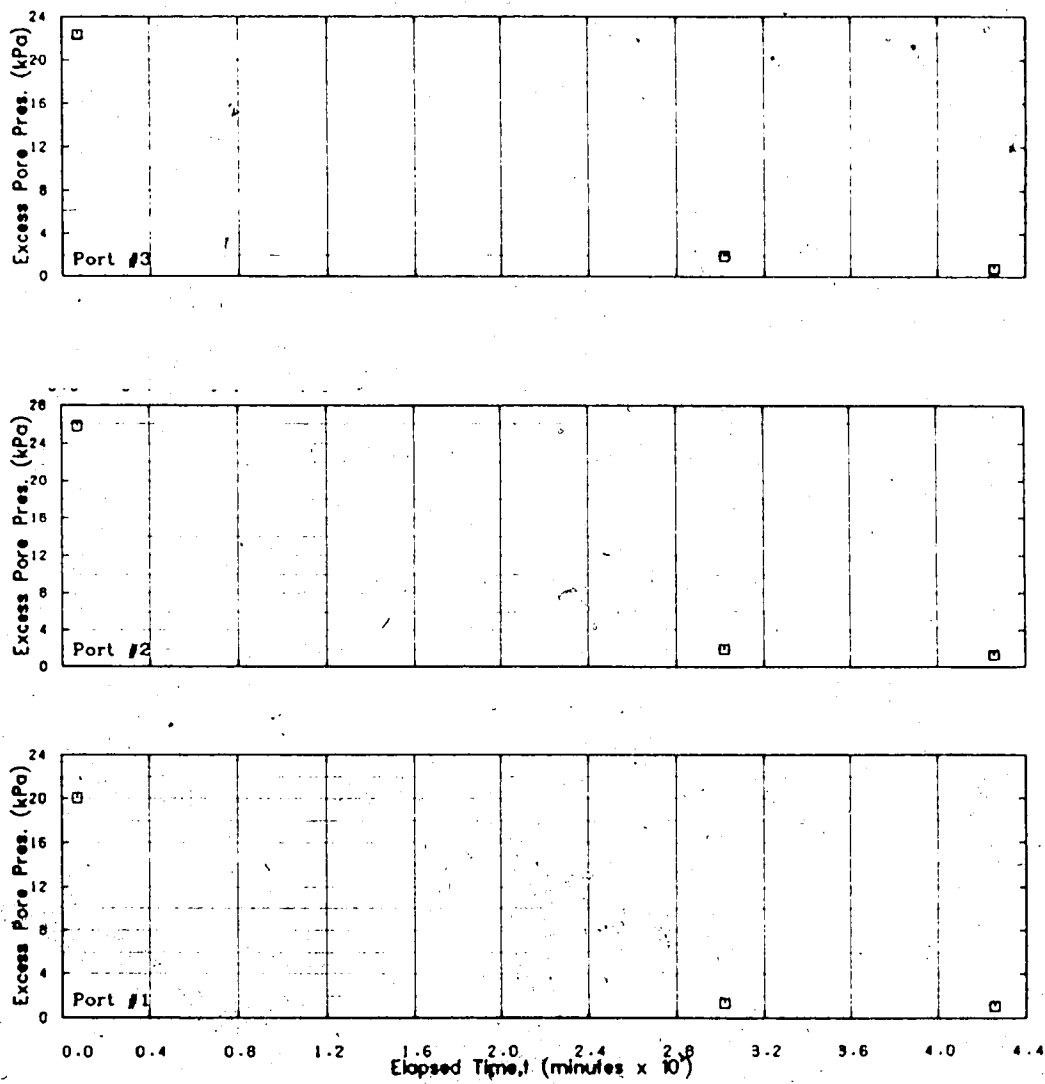 24
20
16
12
8
4
0
Excess Pore Pres. (kPa)
Port #3
28
24
20
16
12
8
4
0
Excess Pore Pres. (kPa)
Port #2
24
20
16
12
8
4
0
Excess Pore Pres. (kPa)
Port #1
0.0 0.4 0.8 1.2 1.6 2.0 2.4 2.8 3.2 3.6 4.0 4.4
Elapsed Time,t (minutes x 10